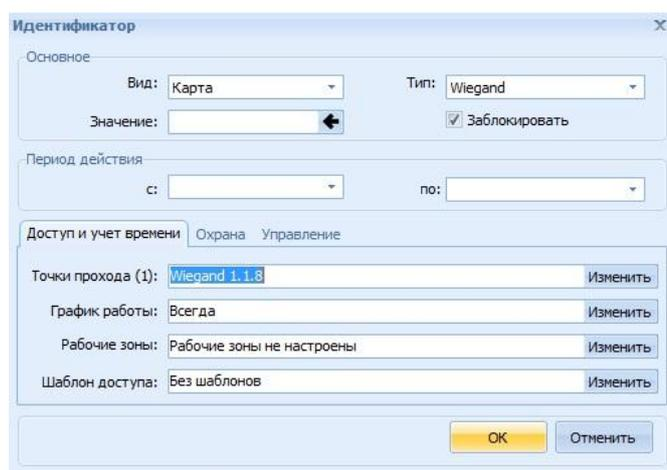 Идентификатор
Основное
Вид: Карта Тип: Wiegand
Значение: Заблокировать
Период действия
с: по:
Доступ и учет времени Охрана Управление
Точки прохода (1): Wiegand 1.1.8 Изменить
График работы: Всегда Изменить
Рабочие зоны: Рабочие зоны не настроены Изменить
Шаблон доступа: Без шаблонов Изменить
ОК Отменить